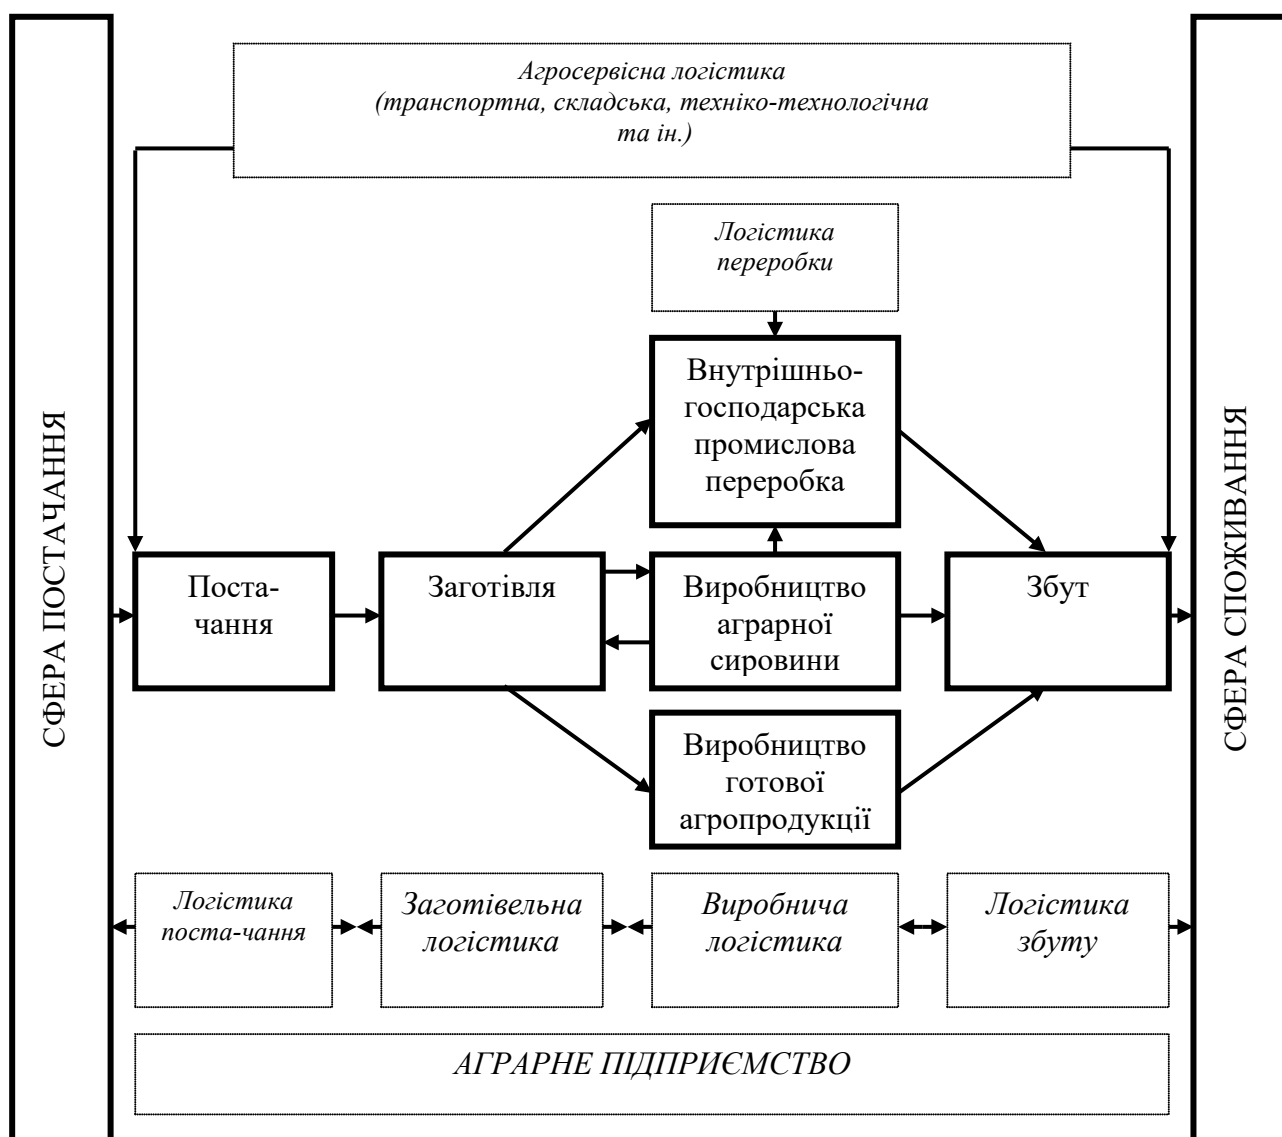 Агросервісна логістика
(транспортна, складська, техніко-технологічна
та ін.)
Логістика
переробки
СФЕРА ПОСТАЧАННЯ
Внутрішньо-
господарська
промислова
переробка
СФЕРА СПОЖИВАННЯ
Поста-
чання
Заготівля
Виробництво
аграрної
сировини
Збут
Виробництво
готової
агропродукції
Логістика
поста-чання
Заготівельна
логістика
Виробнича
логістика
Логістика
збуту
АГРАРНЕ ПІДПРИЄМСТВО